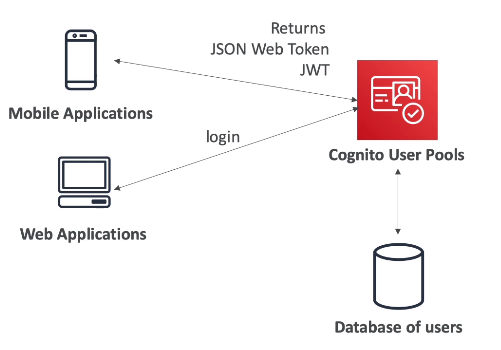 Returns
JSON Web Token
JWT
Mobile Applications
login
Cognito User Pools
Web Applications
Database of users